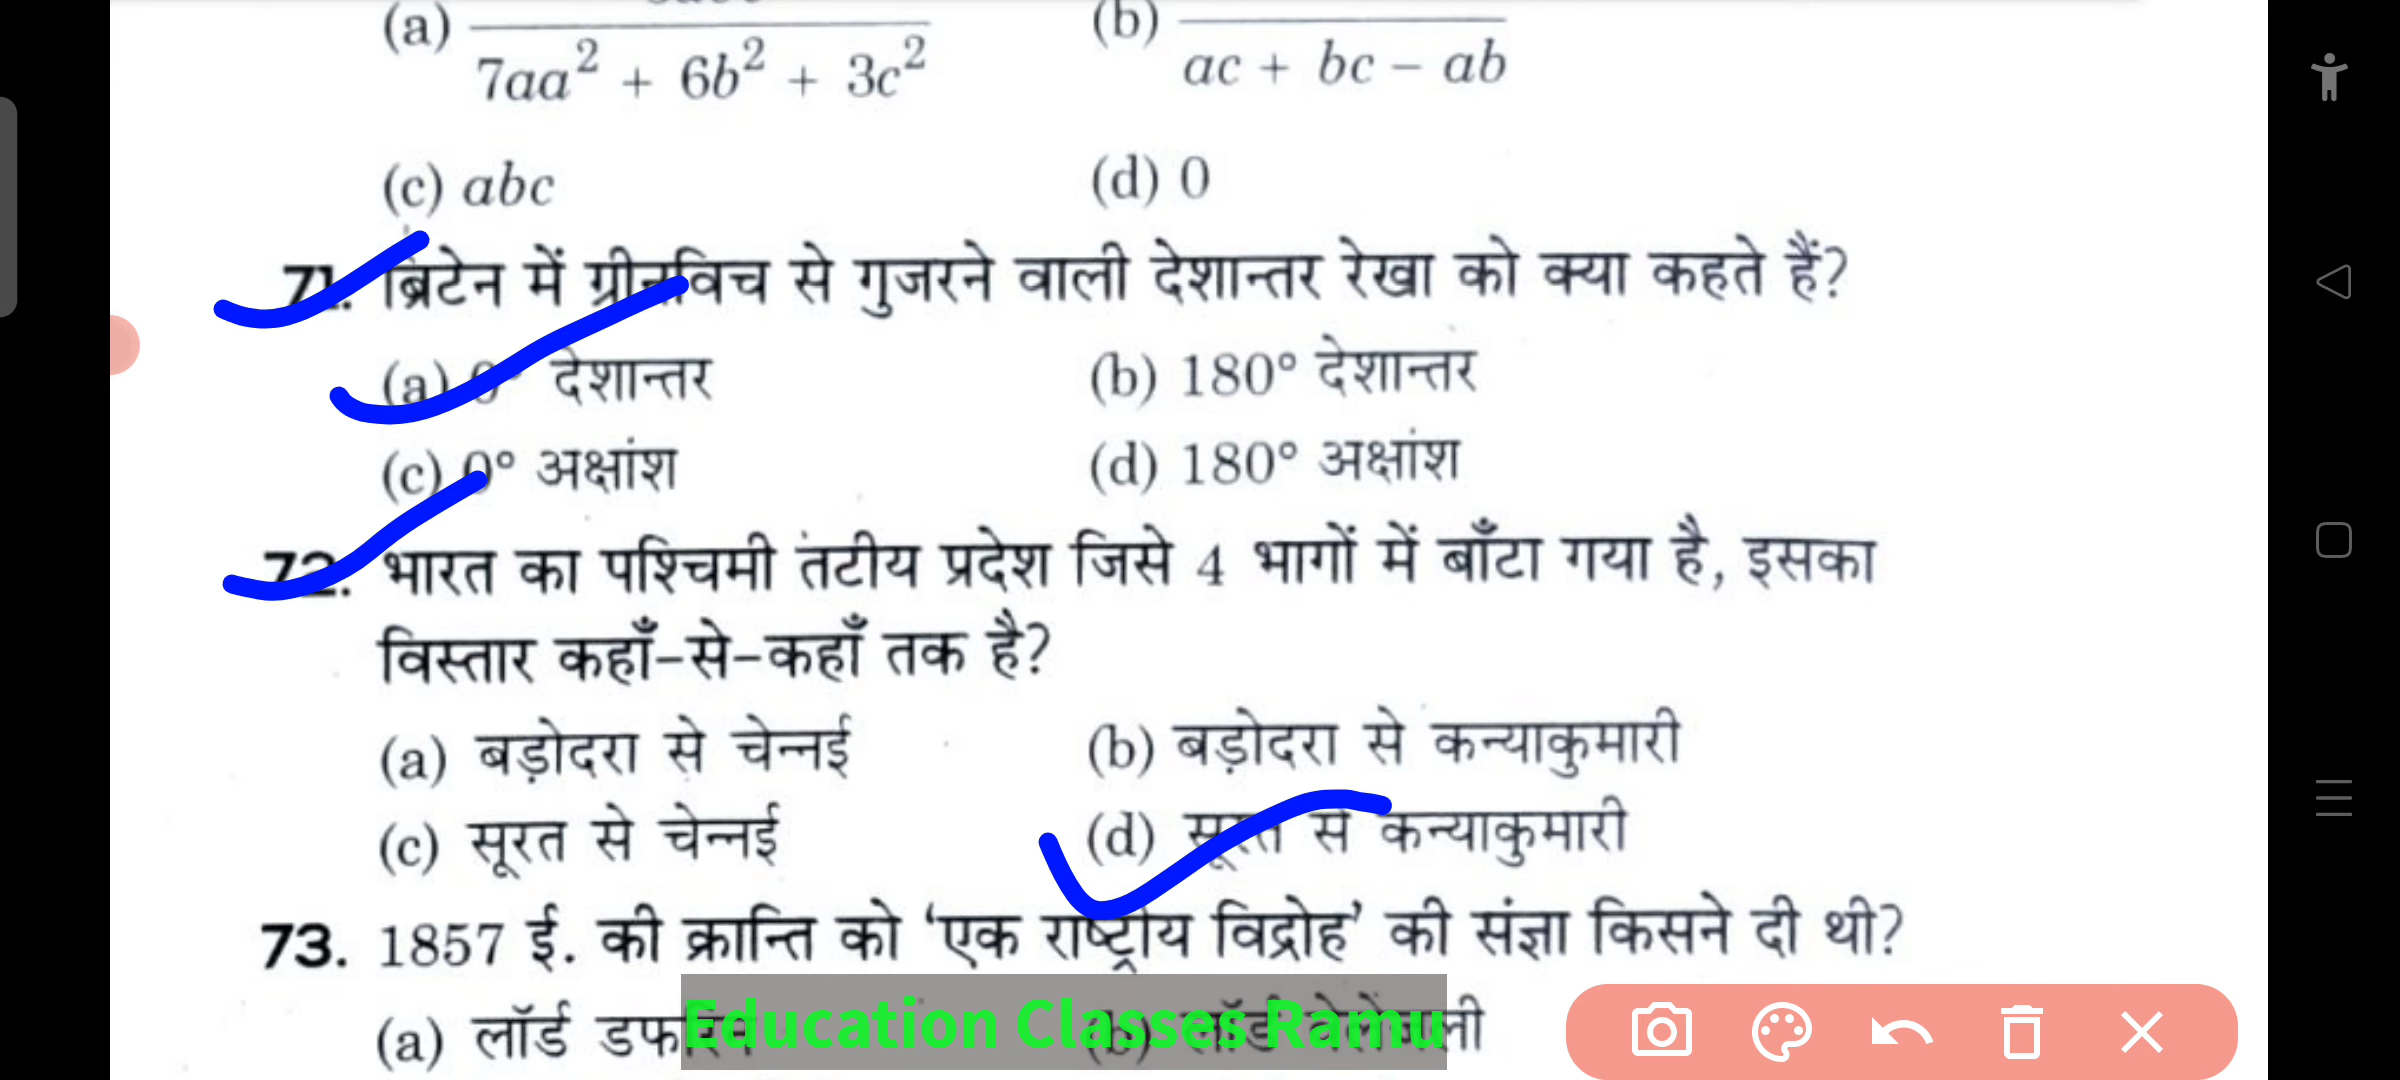 (a) 7aa² + 6b² + 3c² (b) ac + bc - ab
(c) abc (d) 0
71. ब्रिटेन में ग्रीनविच से गुजरने वाली देशान्तर रेखा को क्या कहते हैं?
(a) 0° देशान्तर (b) 180° देशान्तर
(c) 0° अक्षांश (d) 180° अक्षांश
72. भारत का पश्चिमी तटीय प्रदेश जिसे 4 भागों में बाँटा गया है, इसका
विस्तार कहाँ-से-कहाँ तक है?
(a) बड़ोदरा से चेन्नई (b) बड़ोदरा से कन्याकुमारी
(c) सूरत से चेन्नई (d) सूरत से कन्याकुमारी
73. 1857 ई. की क्रान्ति को ‘एक राष्ट्रीय विद्रोह’ की संज्ञा किसने दी थी?
(a) लॉर्ड डफरिन (b) लॉर्ड वेलेजली
Education Classes Ramu